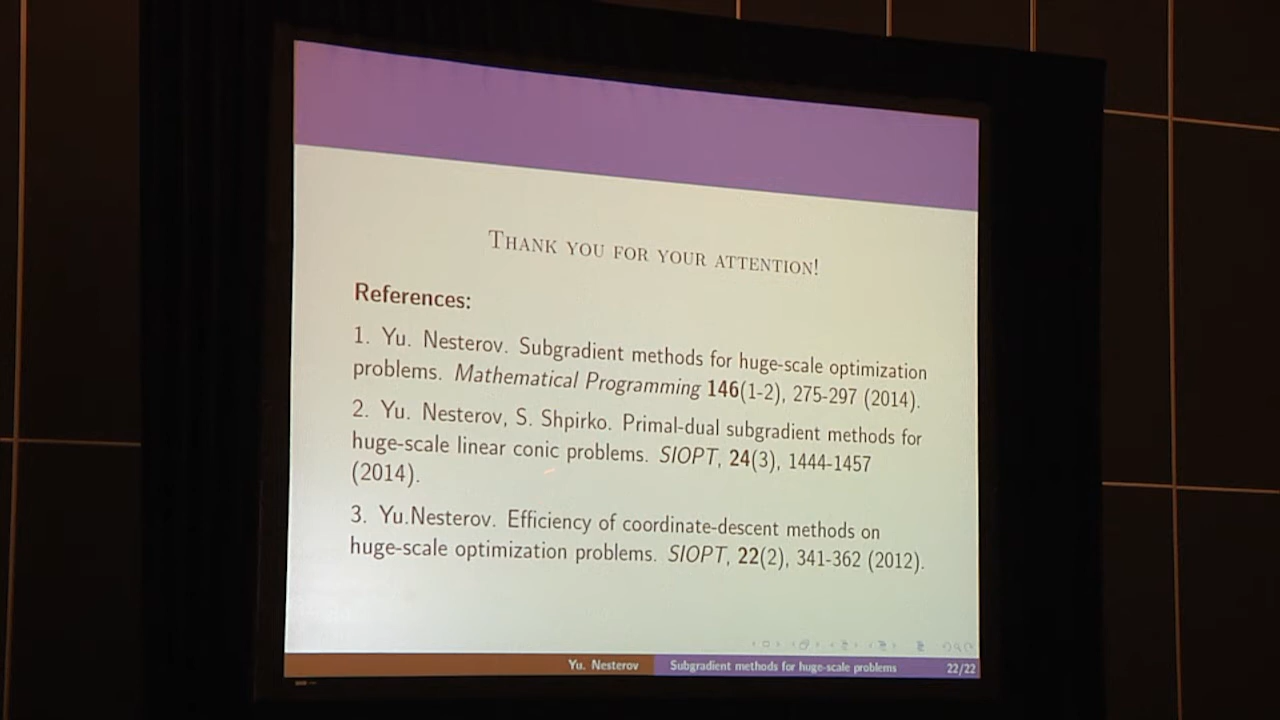 Thank you for your attention!
References:
1. Yu. Nesterov. Subgradient methods for huge-scale optimization
problems. Mathematical Programming 146(1-2), 275-297 (2014).
2. Yu. Nesterov, S. Shpirko. Primal-dual subgradient methods for
huge-scale linear conic problems. SIOPT, 24(3), 1444-1457
(2014).
3. Yu.Nesterov. Efficiency of coordinate-descent methods on
huge-scale optimization problems. SIOPT, 22(2), 341-362 (2012).
Yu. Nesterov Subgradient methods for huge-scale problems 22/22